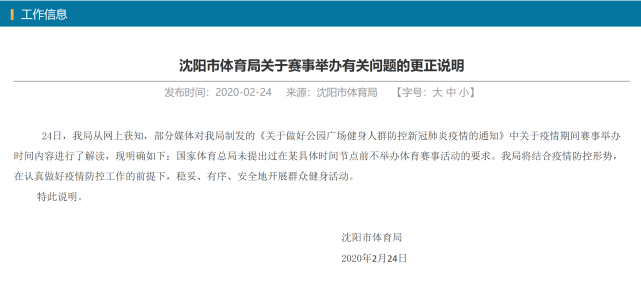 工作信息
沈阳市体育局关于赛事举办有关问题的更正说明
发布时间：2020-02-24 来源：沈阳市体育局 【字号：大 中 小】
24日，我局从网上获知，部分媒体对我局制发的《关于做好公园广场健身人群防控新冠肺炎疫情的通知》中关于疫情期间赛事举办
时间内容进行了解读，现明确如下：国家体育总局未提出过在某具体时间节点前不举办体育赛事活动的要求。我局将结合疫情防控形势，
在认真做好疫情防控工作的前提下，稳妥、有序、安全地开展群众健身活动。
特此说明。
沈阳市体育局
2020年2月24日